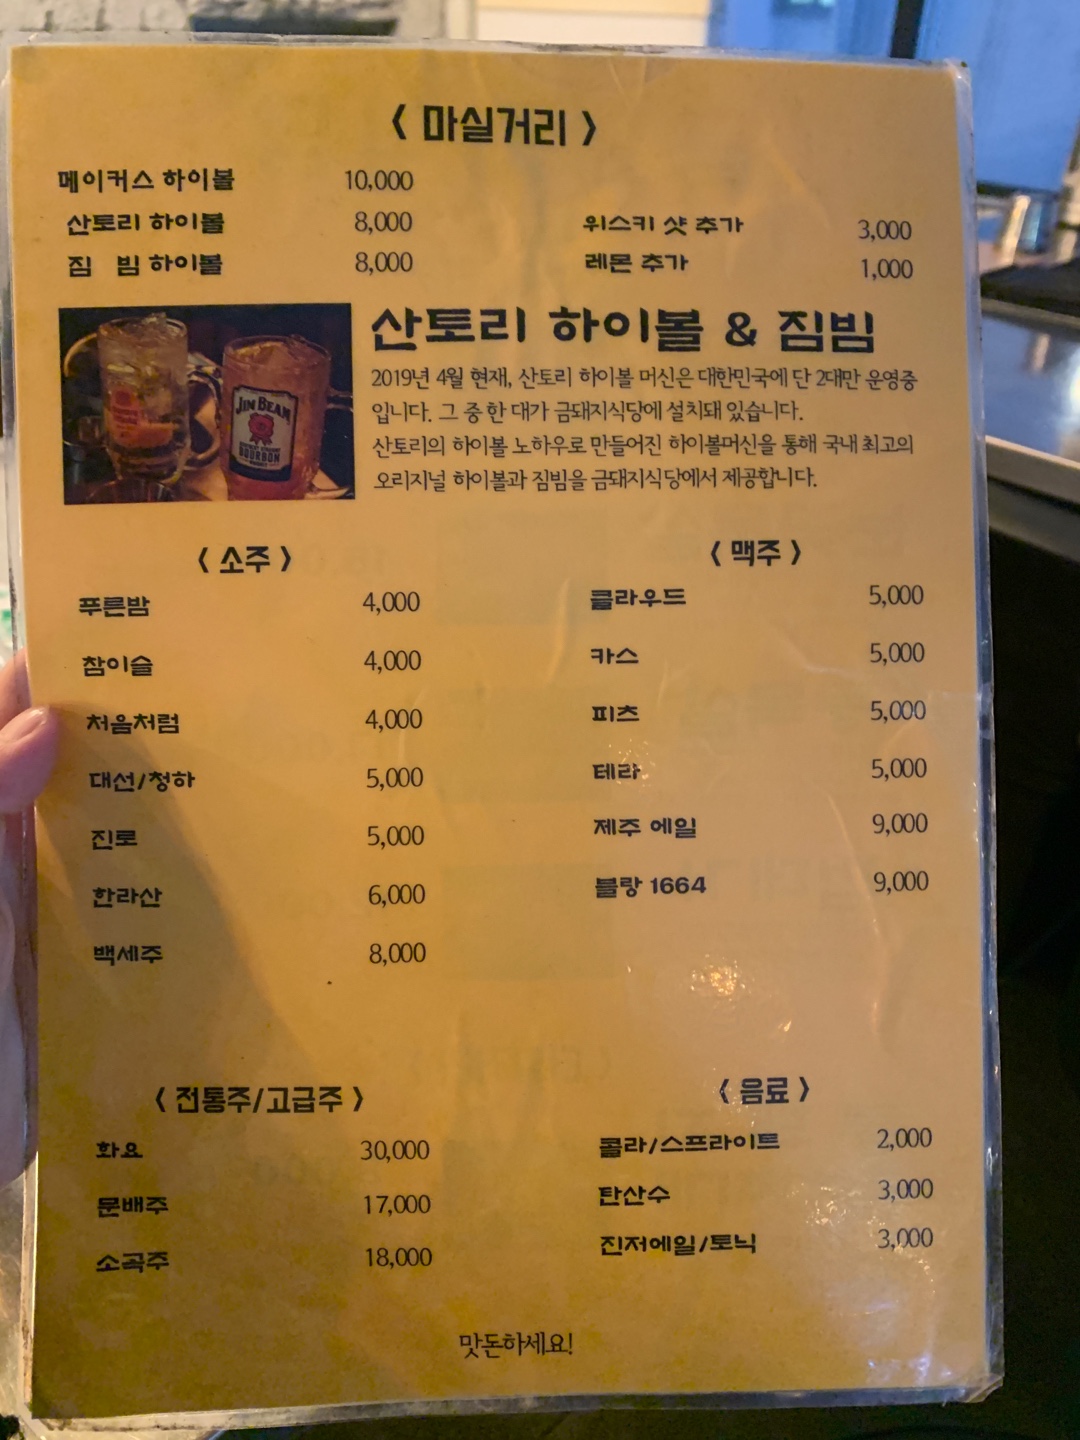 < 마실거리 >
메이커스 하이볼 10,000
산토리 하이볼 8,000 위스키 샷 추가 3,000
짐 빔 하이볼 8,000 레몬 추가 1,000
산토리 하이볼 & 짐빔
2019년 4월 현재, 산토리 하이볼 머신은 대한민국에 단 2대만 운영중
입니다. 그 중 한 대가 금돼지식당에 설치돼 있습니다.
산토리의 하이볼 노하우로 만들어진 하이볼머신을 통해 국내 최고의
오리지널 하이볼과 짐빔을 금돼지식당에서 제공합니다.
JIN BEAM
BOURBON
< 소주 >
푸른밤 4,000
참이슬 4,000
처음처럼 4,000
대선/청하 5,000
진로 5,000
한라산 6,000
백세주 8,000
< 맥주 >
클라우드 5,000
카스 5,000
피츠 5,000
테라 5,000
제주 에일 9,000
블랑 1664 9,000
< 전통주/고급주 >
화요 30,000
문배주 17,000
소곡주 18,000
< 음료 >
콜라/스프라이트 2,000
탄산수 3,000
진저에일/토닉 3,000
맛돈하세요!